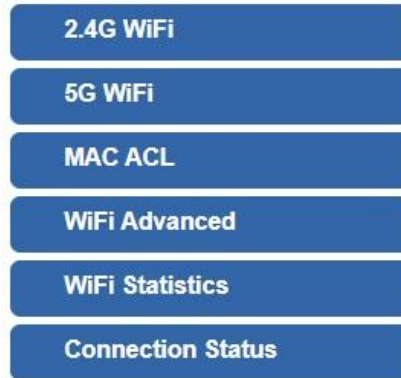 2.4G WiFi
5G WiFi
MAC ACL
WiFi Advanced
WiFi Statistics
Connection Status